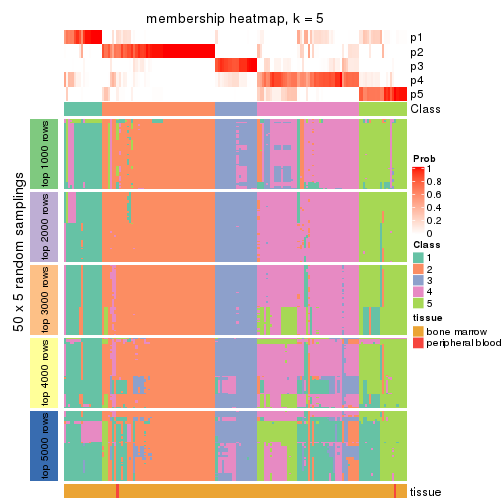 membership heatmap, k = 5
p1
p2
p3
p4
p5
Class
50 x 5 random samplings
top 1000 rows
top 2000 rows
top 3000 rows
top 4000 rows
top 5000 rows
tissue
Prob
1
0.8
0.6
0.4
0.2
0
Class
1
2
3
4
5
tissue
bone marrow
peripheral blood